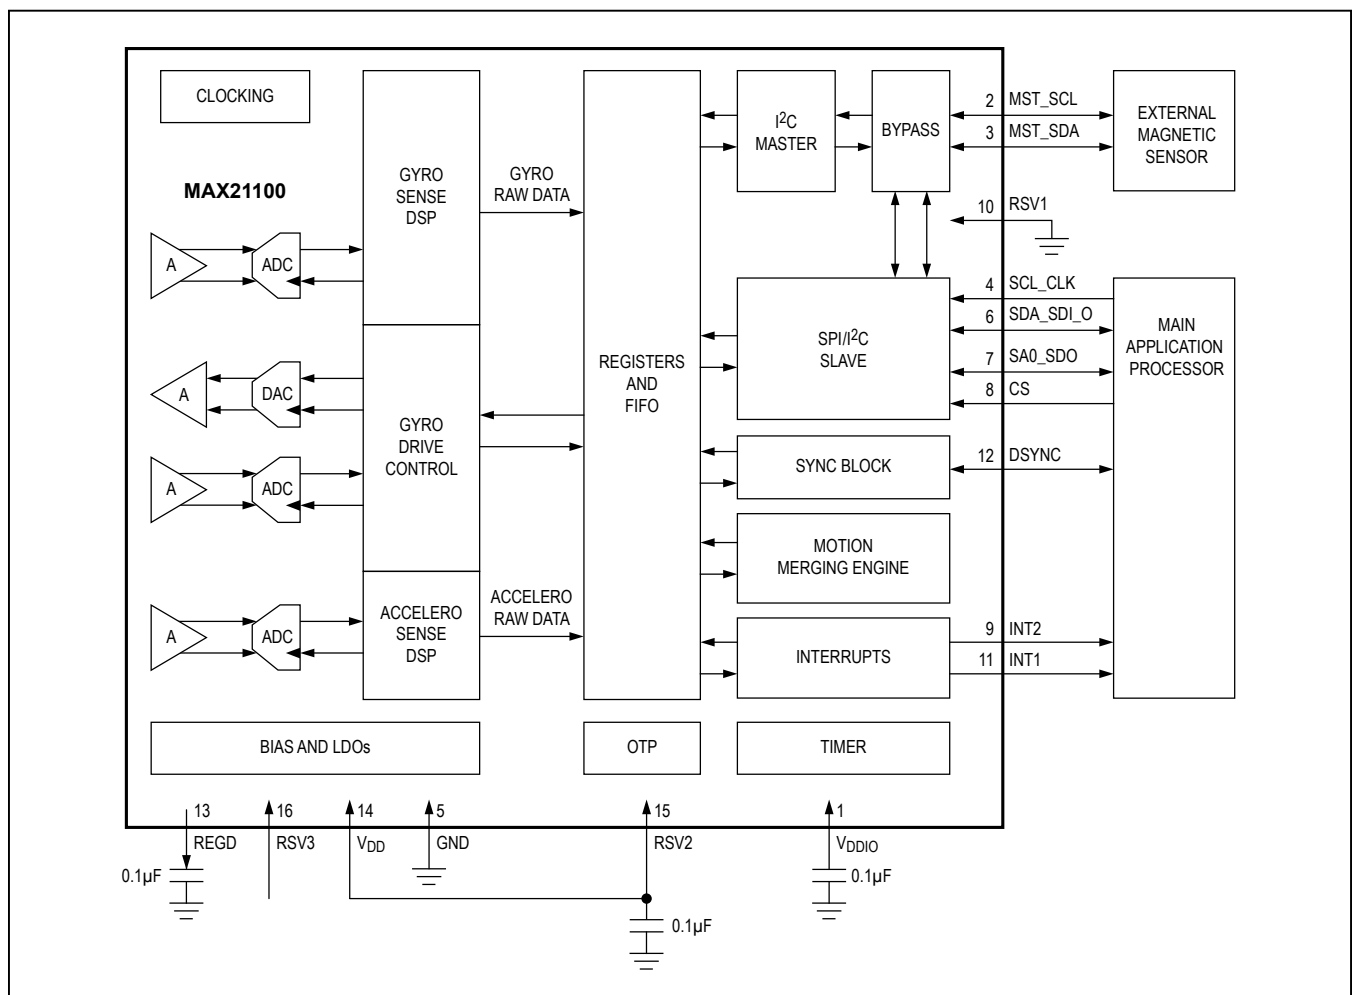 CLOCKING
MAX21100
A
ADC
A
DAC
A
ADC
A
ADC
GYRO
SENSE
DSP
GYRO
DRIVE
CONTROL
ACCELERO
SENSE
DSP
GYRO
RAW DATA
ACCELERO
RAW DATA
REGISTERS
AND
FIFO
I²C
MASTER
BYPASS
SPI/I²C
SLAVE
SYNC BLOCK
MOTION
MERGING ENGINE
INTERRUPTS
2 MST_SCL
3 MST_SDA
10 RSV1
4 SCL_CLK
6 SDA_SDI_O
7 SA0_SDO
8 CS
12 DSYNC
9 INT2
11 INT1
EXTERNAL
MAGNETIC
SENSOR
MAIN
APPLICATION
PROCESSOR
BIAS AND LDOs
OTP
TIMER
13
REGD
16
RSV3
14
VDD
5
GND
15
RSV2
1
VDDIO
0.1µF
0.1µF
0.1µF